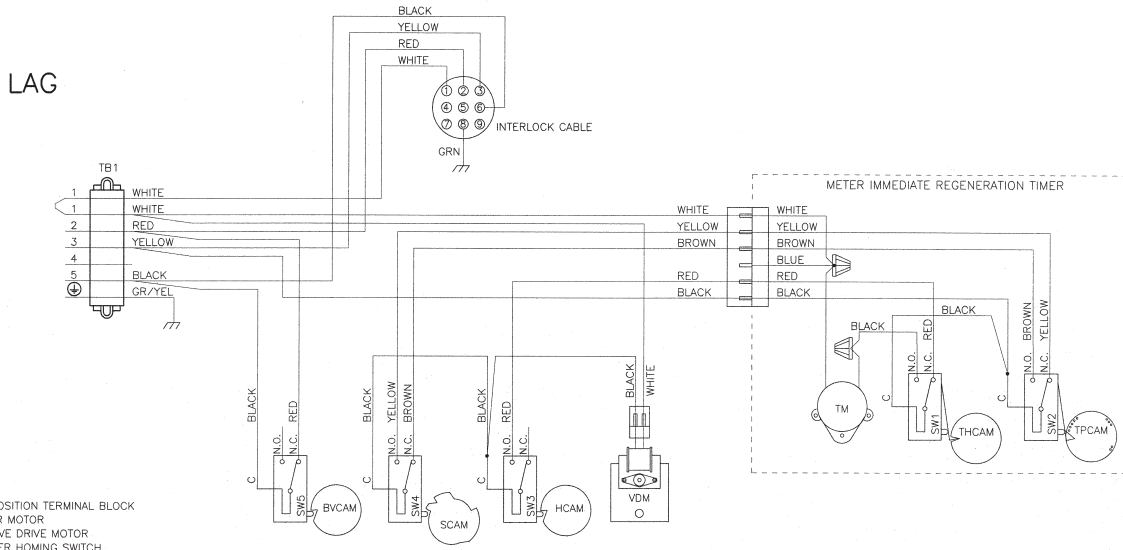 BLACK
YELLOW
RED
WHITE
LAG
1 2 3
4 5 6
7 8 9
INTERLOCK CABLE
GRN
TB1
METER IMMEDIATE REGENERATION TIMER
1 WHITE
1 WHITE
2 RED
3 YELLOW
4
5 BLACK
GR/YEL
WHITE WHITE
YELLOW YELLOW
BROWN BROWN
BLUE
RED RED
BLACK BLACK
BLACK
BLACK
RED
BROWN
YELLOW
N.O.
N.C.
C
SW1
THCAM
N.O.
N.C.
C
SW2
TPCAM
TM
BLACK
RED
N.O.
N.C.
C
SW5
BVCAM
BLACK
YELLOW
BROWN
N.O.
N.C.
C
SW4
SCAM
BLACK
RED
N.O.
N.C.
C
SW3
HCAM
BLACK
WHITE
VDM
OSITION TERMINAL BLOCK
R MOTOR
VE DRIVE MOTOR
ER HOMING SWITCH